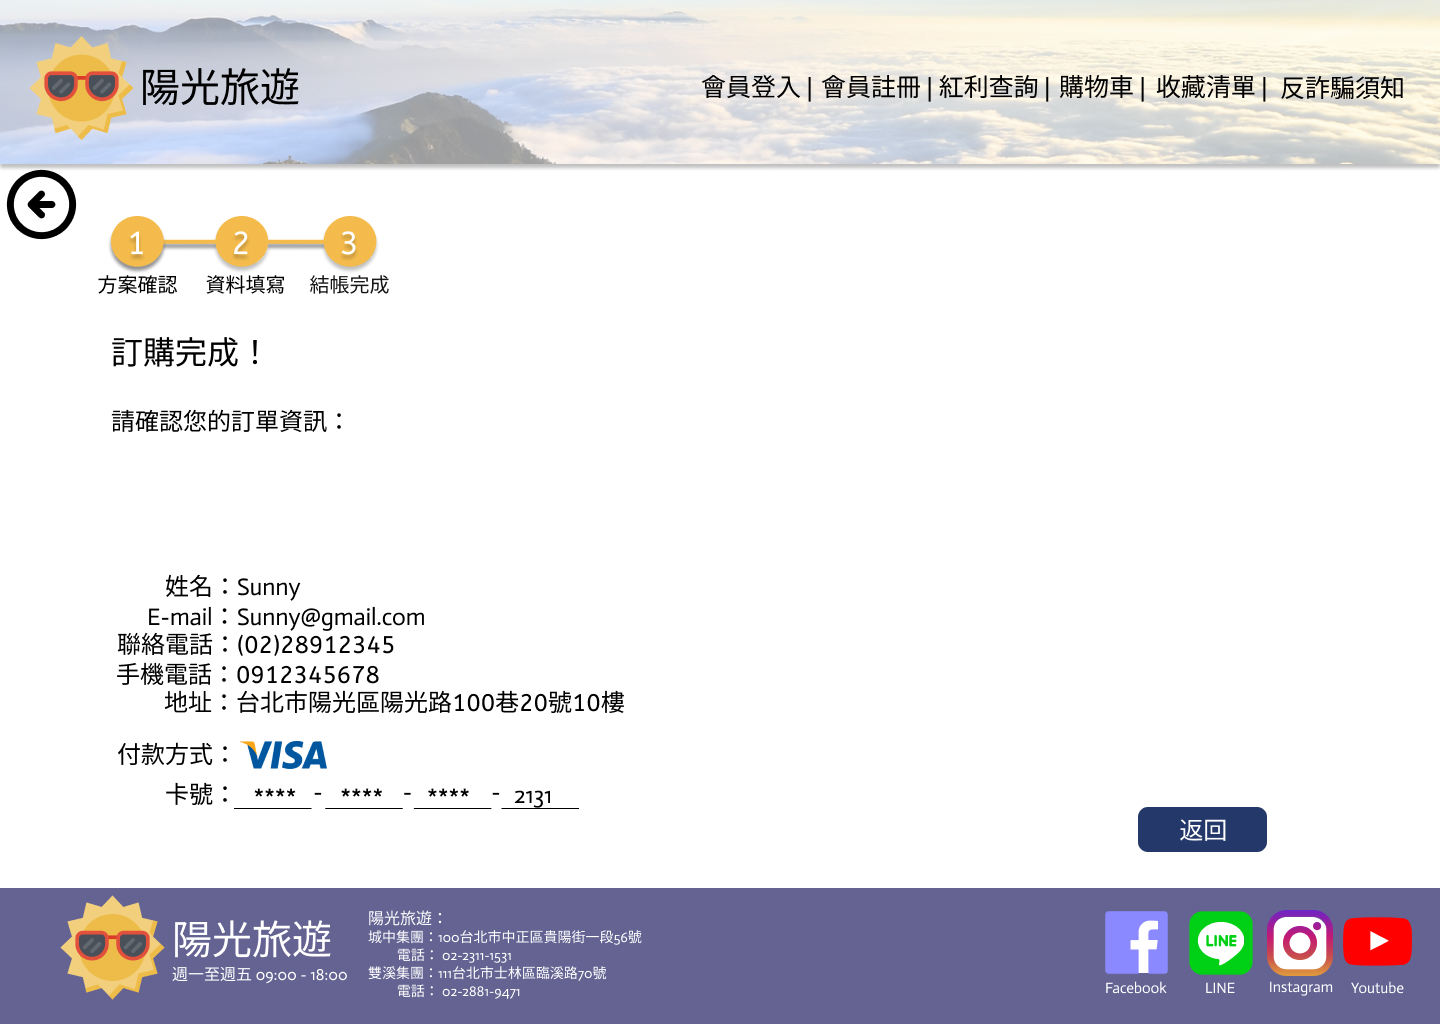 陽光旅遊
會員登入 | 會員註冊 | 紅利查詢 | 購物車 | 收藏清單 | 反詐騙須知
1 2 3
方案確認 資料填寫 結帳完成
訂購完成！
請確認您的訂單資訊：
姓名：Sunny
E-mail：Sunny@gmail.com
聯絡電話：(02)28912345
手機電話：0912345678
地址：台北市陽光區陽光路100巷20號10樓
付款方式：VISA
卡號： **** - **** - **** - 2131
返回
陽光旅遊
週一至週五 09:00 - 18:00
陽光旅遊：
城中集團：100台北市中正區貴陽街一段56號
電話： 02-2311-1531
雙溪集團：111台北市士林區臨溪路70號
電話： 02-2881-9471
LINE
Facebook LINE Instagram Youtube